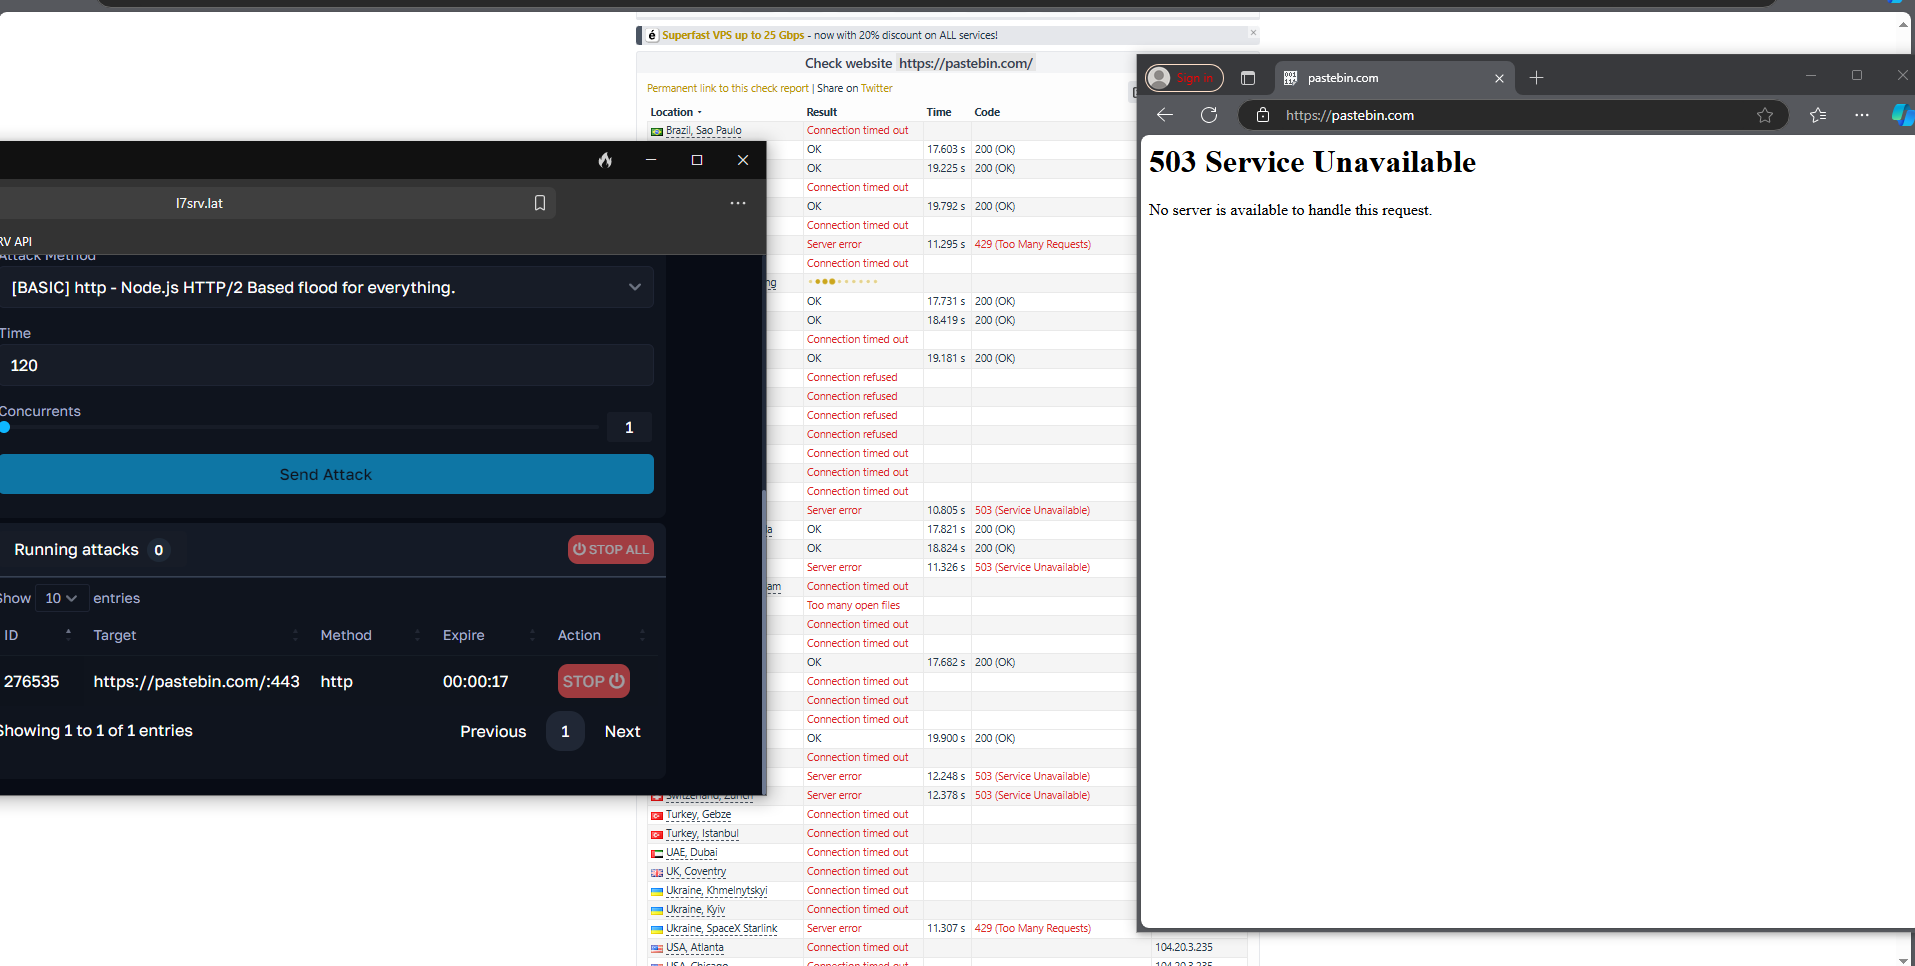 Superfast VPS up to 25 Gbps - now with 20% discount on ALL services!
Check website https://pastebin.com/
Permanent link to this check report | Share on Twitter
Location Result Time Code
Brazil, Sao Paulo Connection timed out
OK 17.603 s 200 (OK)
OK 19.225 s 200 (OK)
Connection timed out
OK 19.792 s 200 (OK)
Connection timed out
Server error 11.295 s 429 (Too Many Requests)
Connection timed out
ng
OK 17.731 s 200 (OK)
OK 18.419 s 200 (OK)
Connection timed out
OK 19.181 s 200 (OK)
Connection refused
Connection refused
Connection refused
Connection refused
Connection timed out
Connection timed out
Connection timed out
Server error 10.805 s 503 (Service Unavailable)
a OK 17.821 s 200 (OK)
OK 18.824 s 200 (OK)
Server error 11.326 s 503 (Service Unavailable)
am Connection timed out
Too many open files
Connection timed out
Connection timed out
OK 17.682 s 200 (OK)
Connection timed out
Connection timed out
Connection timed out
OK 19.900 s 200 (OK)
Connection timed out
Server error 12.248 s 503 (Service Unavailable)
Switzerland, Zurich Server error 12.378 s 503 (Service Unavailable)
Turkey, Gebze Connection timed out
Turkey, Istanbul Connection timed out
UAE, Dubai Connection timed out
UK, Coventry Connection timed out
Ukraine, Khmelnytskyi Connection timed out
Ukraine, Kyiv Connection timed out
Ukraine, SpaceX Starlink Server error 11.307 s 429 (Too Many Requests)
USA, Atlanta Connection timed out 104.20.3.235
USA, Chicago Connection timed out 104.20.3.235
l7srv.lat
RV API
Attack Method
[BASIC] http - Node.js HTTP/2 Based flood for everything.
Time
120
Concurrents
1
Send Attack
Running attacks 0 STOP ALL
Show 10 entries
ID Target Method Expire Action
276535 https://pastebin.com/:443 http 00:00:17 STOP
Showing 1 to 1 of 1 entries Previous 1 Next
Sign in pastebin.com
https://pastebin.com
503 Service Unavailable
No server is available to handle this request.